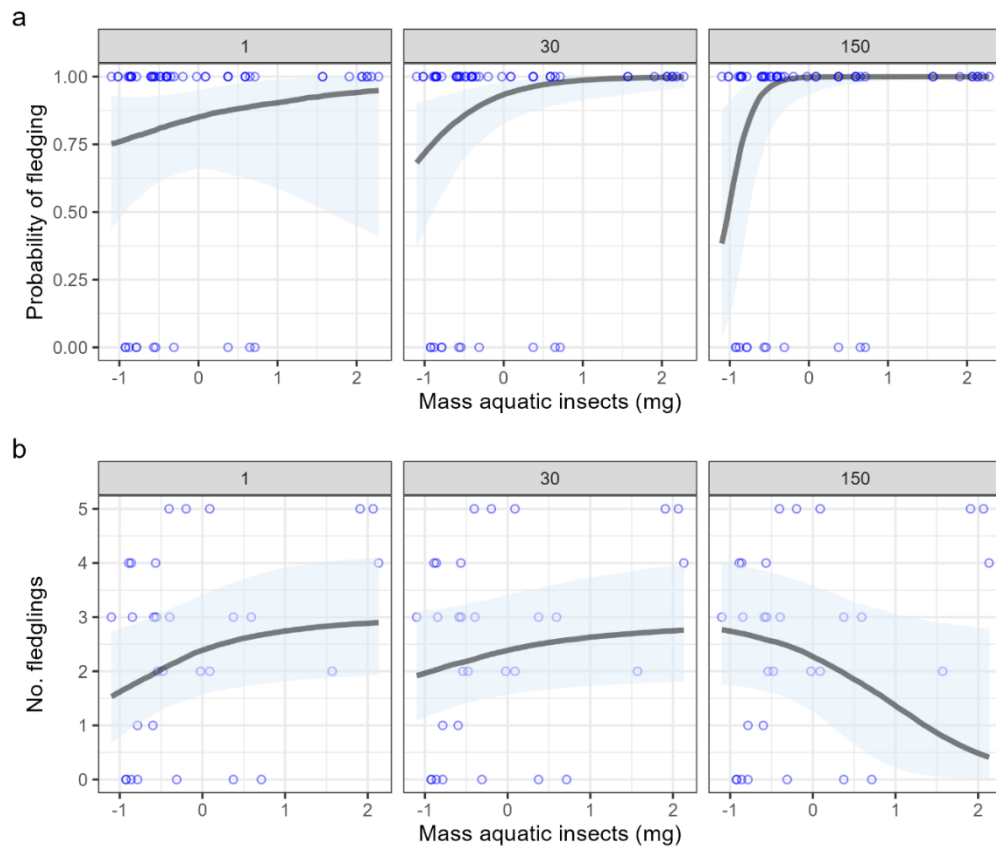 a
1 30 150
1.00
0.75
0.50
0.25
0.00
Probability of fledging
-1 0 1 2 -1 0 1 2 -1 0 1 2
Mass aquatic insects (mg)
b
1 30 150
5
4
3
2
1
0
No. fledglings
-1 0 1 2 -1 0 1 2 -1 0 1 2
Mass aquatic insects (mg)